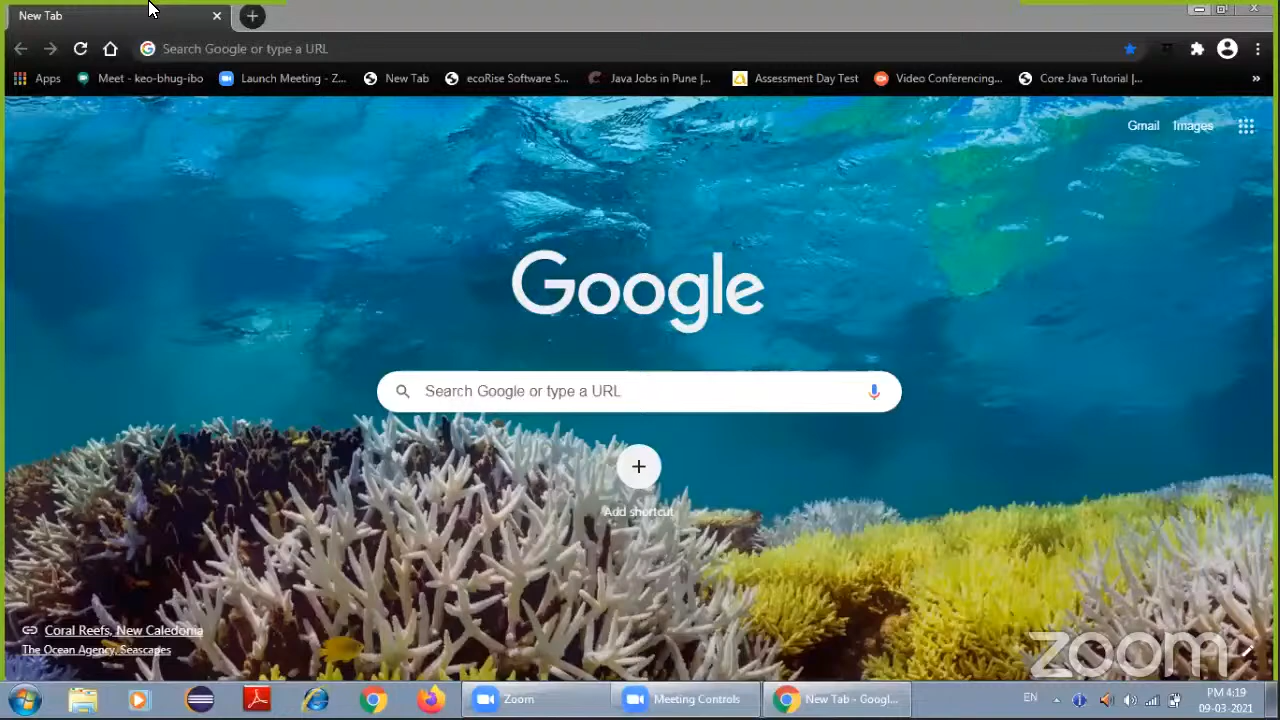 New Tab
Search Google or type a URL
Apps
Meet - keo-bhug-ibo
Launch Meeting - Z...
New Tab
ecoRise Software S...
Java Jobs in Pune |...
Assessment Day Test
Video Conferencing...
Core Java Tutorial |...
»
Gmail
Images
Google
Search Google or type a URL
Add shortcut
Coral Reefs, New Caledonia
The Ocean Agency, Seascapes
zoom
Zoom
Meeting Controls
New Tab - Googl...
EN
PM 4:19
09-03-2021